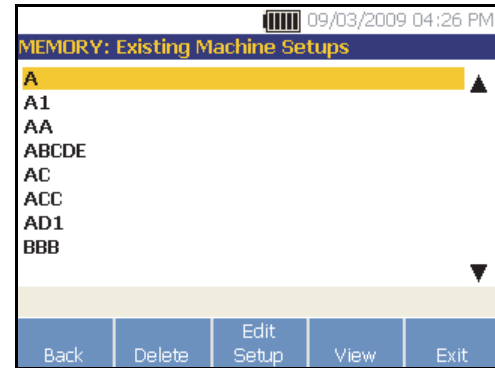 09/03/2009 04:26 PM
MEMORY: Existing Machine Setups
A
A1
AA
ABCDE
AC
ACC
AD1
BBB
Back Delete Edit Setup View Exit